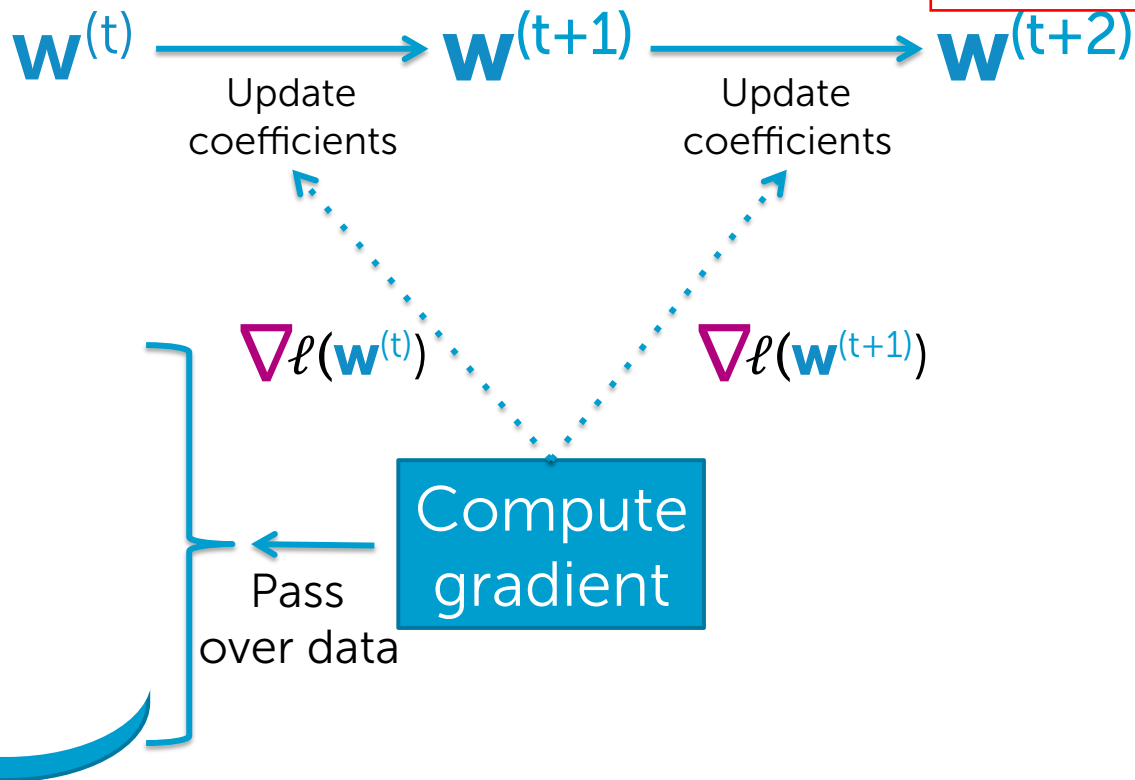 w^(t) w^(t+1) w^(t+2)
Update Update
coefficients coefficients
∇ℓ(w^(t)) ∇ℓ(w^(t+1))
Compute
gradient
Pass
over data